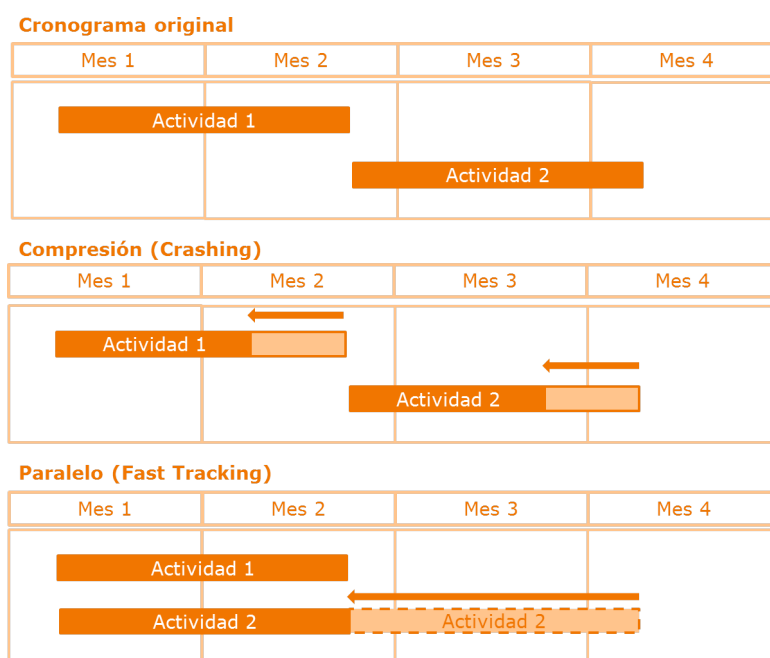 Cronograma original
Mes 1 Mes 2 Mes 3 Mes 4
Actividad 1
Actividad 2
Compresión (Crashing)
Mes 1 Mes 2 Mes 3 Mes 4
Actividad 1
Actividad 2
Paralelo (Fast Tracking)
Mes 1 Mes 2 Mes 3 Mes 4
Actividad 1
Actividad 2 Actividad 2